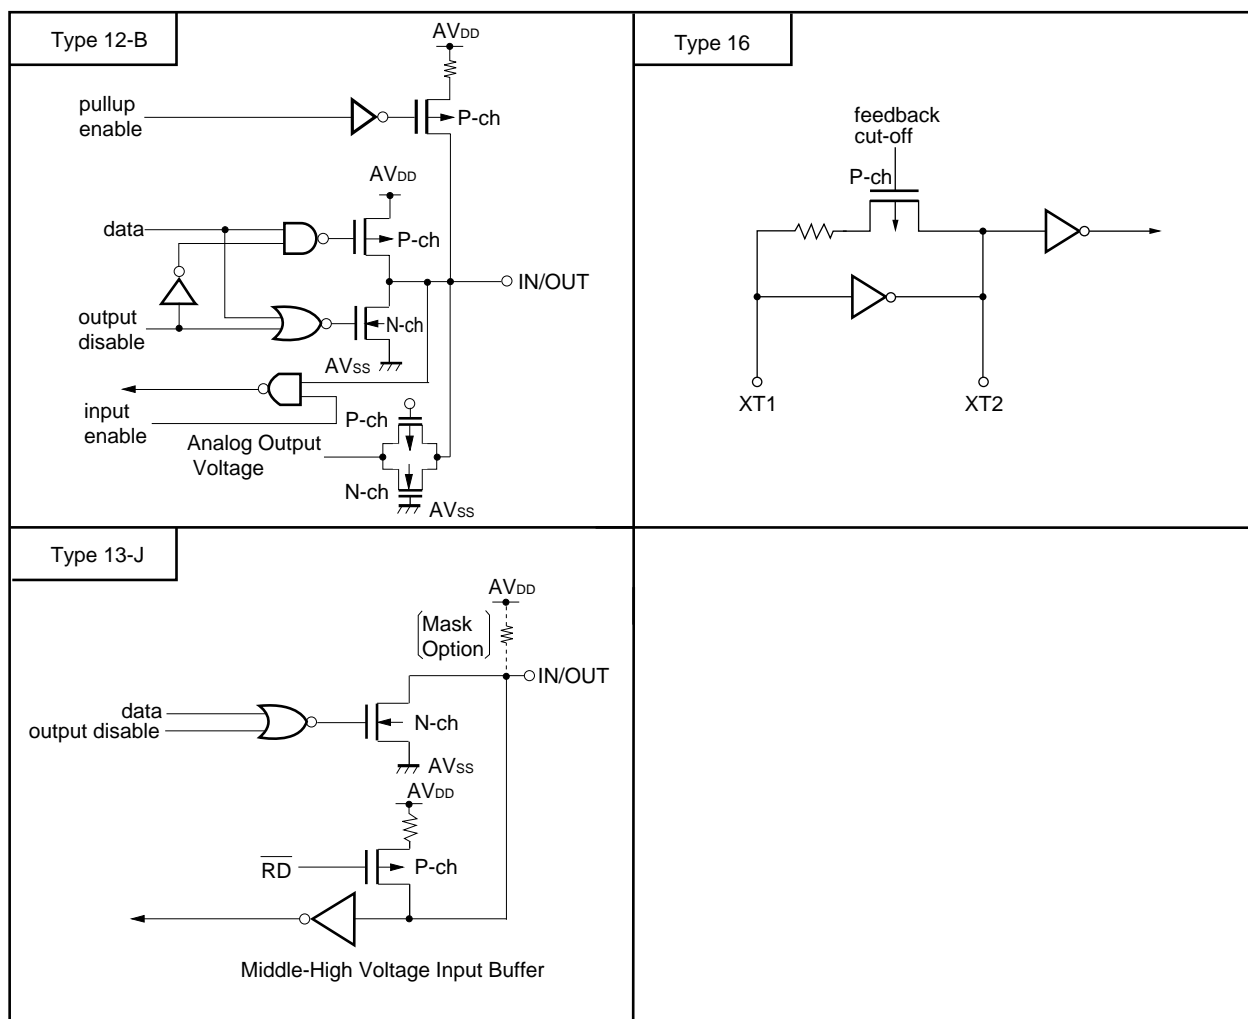 Type 12-B
AVDD
pullup
enable
P-ch
AVDD
data
P-ch
IN/OUT
output
disable
N-ch
AVSS
input
enable
P-ch
Analog Output
Voltage
N-ch
AVSS
Type 16
feedback
cut-off
P-ch
XT1
XT2
Type 13-J
AVDD
Mask
Option
IN/OUT
data
output disable
N-ch
AVSS
AVDD
RD
P-ch
Middle-High Voltage Input Buffer